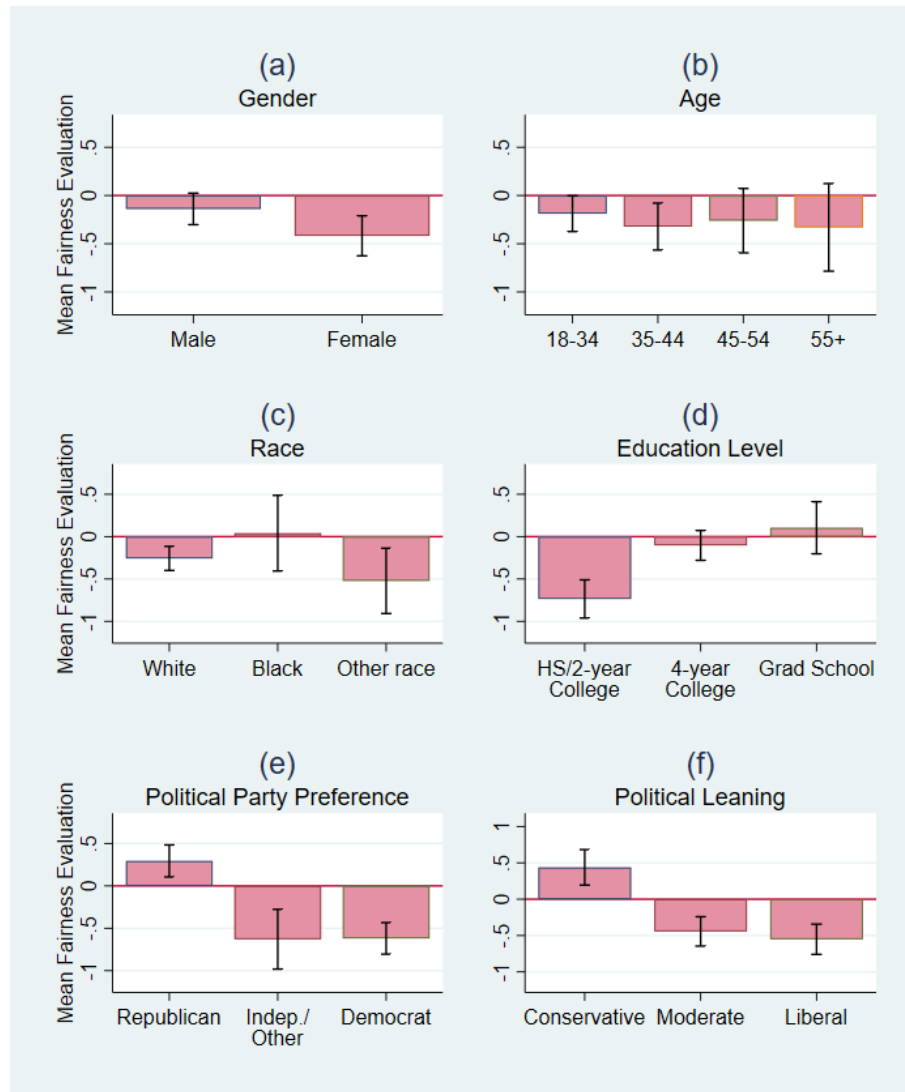 (a)
Gender
Mean Fairness Evaluation
.5
0
-.5
-1
Male Female
(b)
Age
.5
0
-.5
-1
18-34 35-44 45-54 55+
(c)
Race
Mean Fairness Evaluation
.5
0
-.5
-1
White Black Other race
(d)
Education Level
.5
0
-.5
-1
HS/2-year 4-year Grad School
College College
(e)
Political Party Preference
Mean Fairness Evaluation
.5
0
-.5
-1
Republican Indep./ Democrat
Other
(f)
Political Leaning
1
.5
0
-.5
-1
Conservative Moderate Liberal